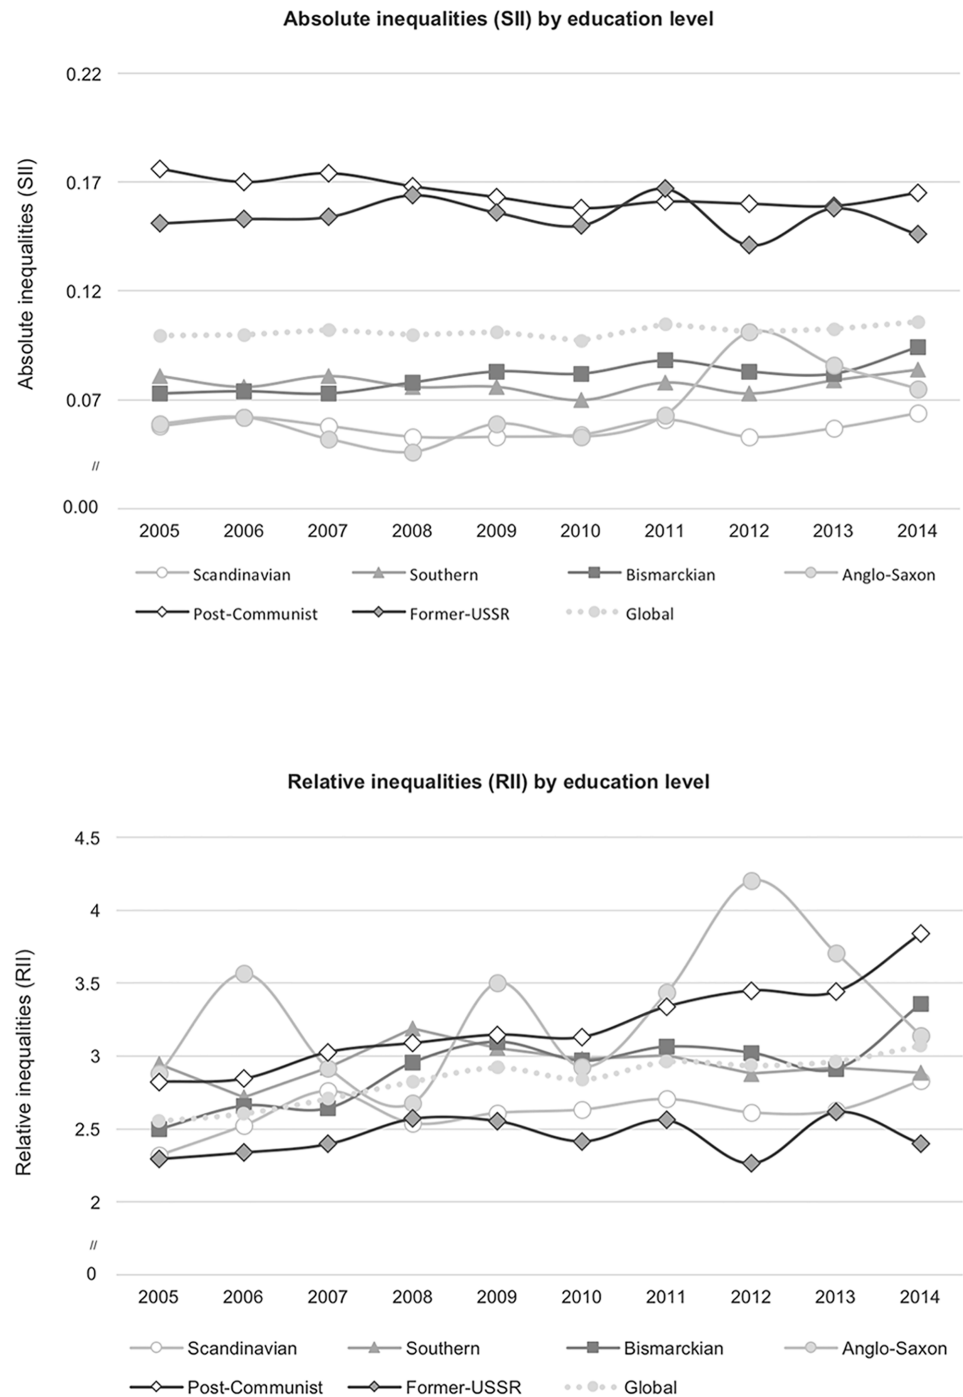 Absolute inequalities (SII) by education level
0.22
0.17
0.12
0.07
//
0.00
Absolute inequalities (SII)
2005 2006 2007 2008 2009 2010 2011 2012 2013 2014
Scandinavian Southern Bismarckian Anglo-Saxon
Post-Communist Former-USSR Global
Relative inequalities (RII) by education level
4.5
4
3.5
3
2.5
2
//
0
Relative inequalities (RII)
2005 2006 2007 2008 2009 2010 2011 2012 2013 2014
Scandinavian Southern Bismarckian Anglo-Saxon
Post-Communist Former-USSR Global